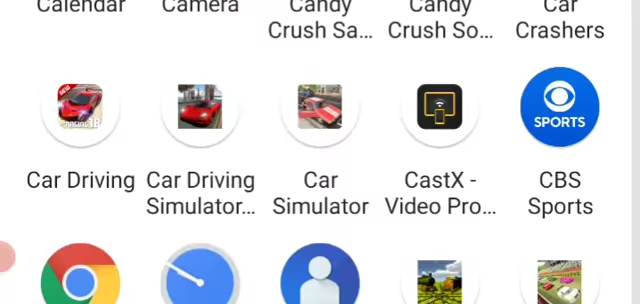 Calendar
Camera
Candy
Crush Sa...
Candy
Crush So...
Car
Crashers
NEW
SPORTS
Car Driving
Car Driving
Simulator...
Car
Simulator
CastX -
Video Pro...
CBS
Sports